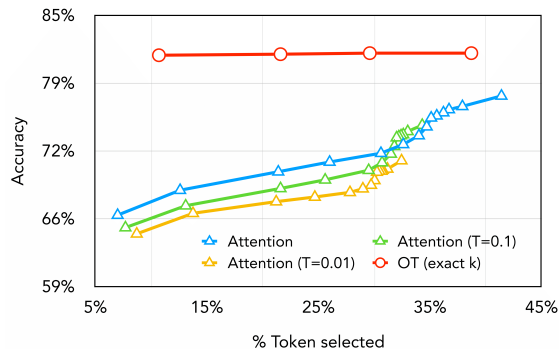 85%
79%
72%
66%
59%
Accuracy
Attention
Attention (T=0.1)
Attention (T=0.01)
OT (exact k)
5%
15%
25%
35%
45%
% Token selected